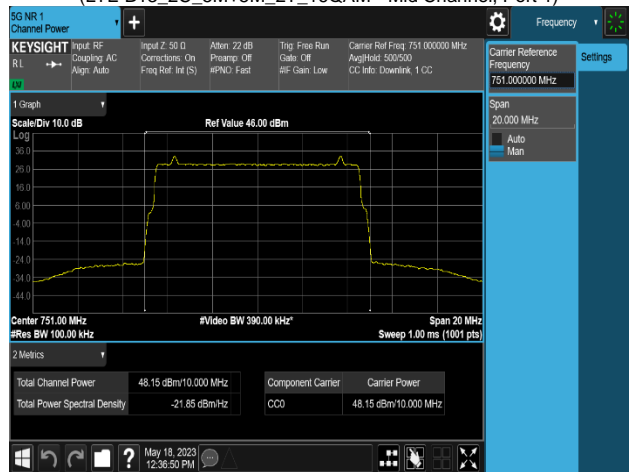 5G NR 1
Channel Power
Frequency
KEYSIGHT
RL
Input: RF
Coupling: AC
Align: Auto
Input Z: 50 Ω
Corrections: On
Freq Ref: Int (S)
Atten: 22 dB
Preamp: Off
#PNO: Fast
Trig: Free Run
Gate: Off
#IF Gain: Low
Carrier Ref Freq: 751.000000 MHz
Avg|Hold: 500/500
CC Info: Downlink, 1 CC
Carrier Reference
Frequency
751.000000 MHz
Settings
Span
20.000 MHz
Auto
Man
1 Graph
Scale/Div 10.0 dB
Ref Value 46.00 dBm
Log
36.0
26.0
16.0
6.00
-4.00
-14.0
-24.0
-34.0
-44.0
Center 751.00 MHz
#Video BW 390.00 kHz*
Span 20 MHz
#Res BW 100.00 kHz
Sweep 1.00 ms (1001 pts)
2 Metrics
Total Channel Power 48.15 dBm/10.000 MHz
Total Power Spectral Density -21.85 dBm/Hz
Component Carrier Carrier Power
CC0 48.15 dBm/10.000 MHz
?
May 18, 2023
12:36:50 PM